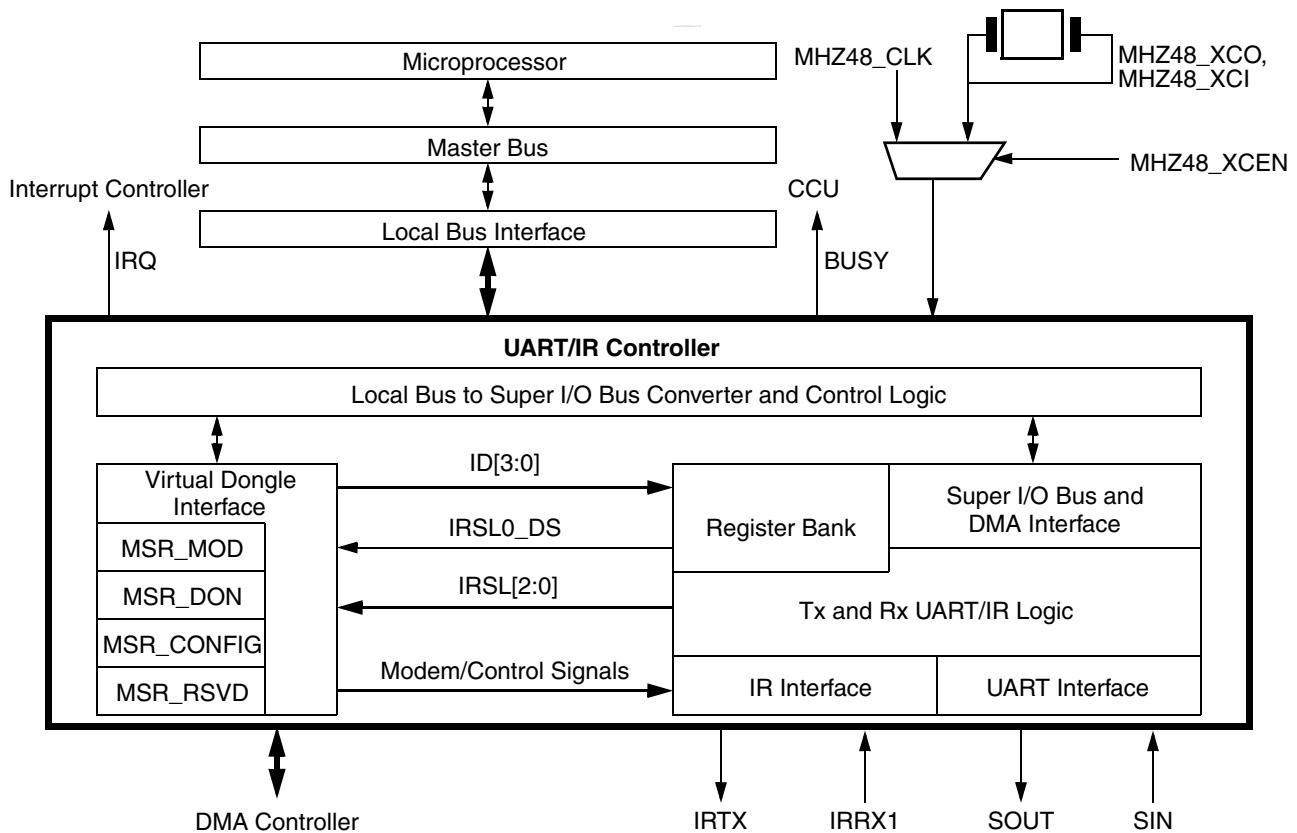 Microprocessor
MHZ48_CLK
MHZ48_XCO,
MHZ48_XCI
Master Bus
MHZ48_XCEN
Interrupt Controller
CCU
Local Bus Interface
IRQ
BUSY
UART/IR Controller
Local Bus to Super I/O Bus Converter and Control Logic
Virtual Dongle
Interface
MSR_MOD
MSR_DON
MSR_CONFIG
MSR_RSVD
ID[3:0]
IRSL0_DS
IRSL[2:0]
Modem/Control Signals
Register Bank
Super I/O Bus and
DMA Interface
Tx and Rx UART/IR Logic
IR Interface
UART Interface
DMA Controller
IRTX
IRRX1
SOUT
SIN